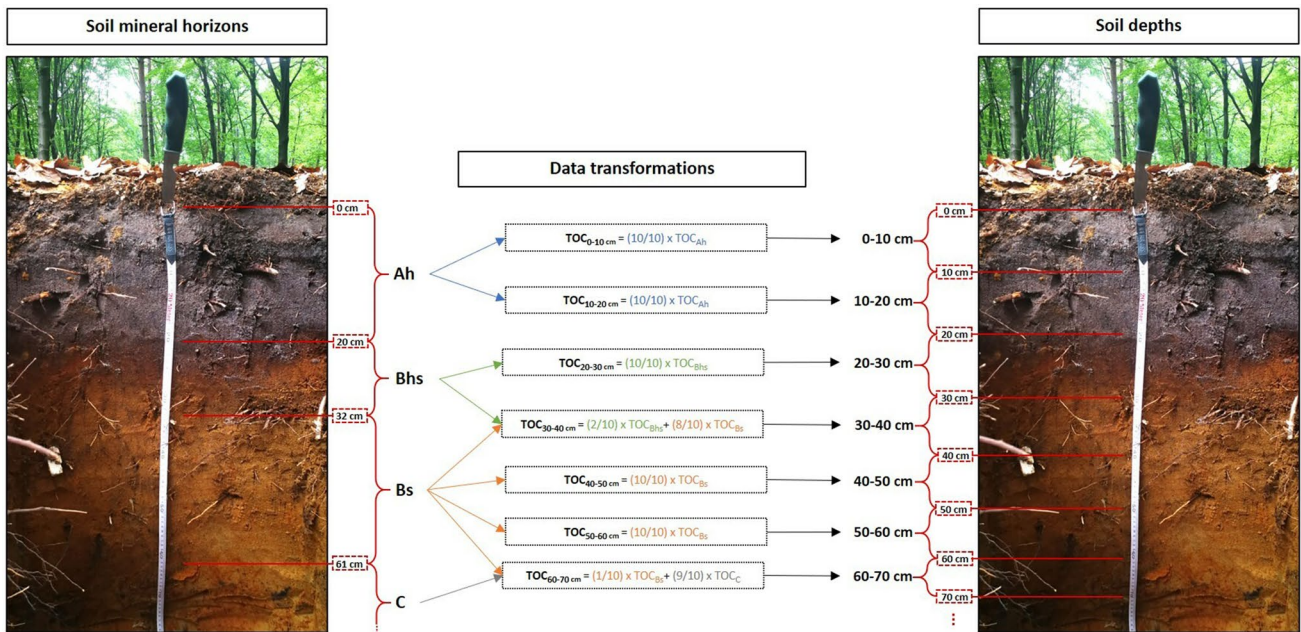 Soil mineral horizons
Soil depths
Data transformations
0 cm
20 cm
32 cm
61 cm
Ah
Bhs
Bs
C
TOC0-10 cm = (10/10) x TOCAh
TOC10-20 cm = (10/10) x TOCAh
TOC20-30 cm = (10/10) x TOCBhs
TOC30-40 cm = (2/10) x TOCBhs + (8/10) x TOCBs
TOC40-50 cm = (10/10) x TOCBs
TOC50-60 cm = (10/10) x TOCBs
TOC60-70 cm = (1/10) x TOCBs + (9/10) x TOCC
0-10 cm
10-20 cm
20-30 cm
30-40 cm
40-50 cm
50-60 cm
60-70 cm
0 cm
10 cm
20 cm
30 cm
40 cm
50 cm
60 cm
70 cm